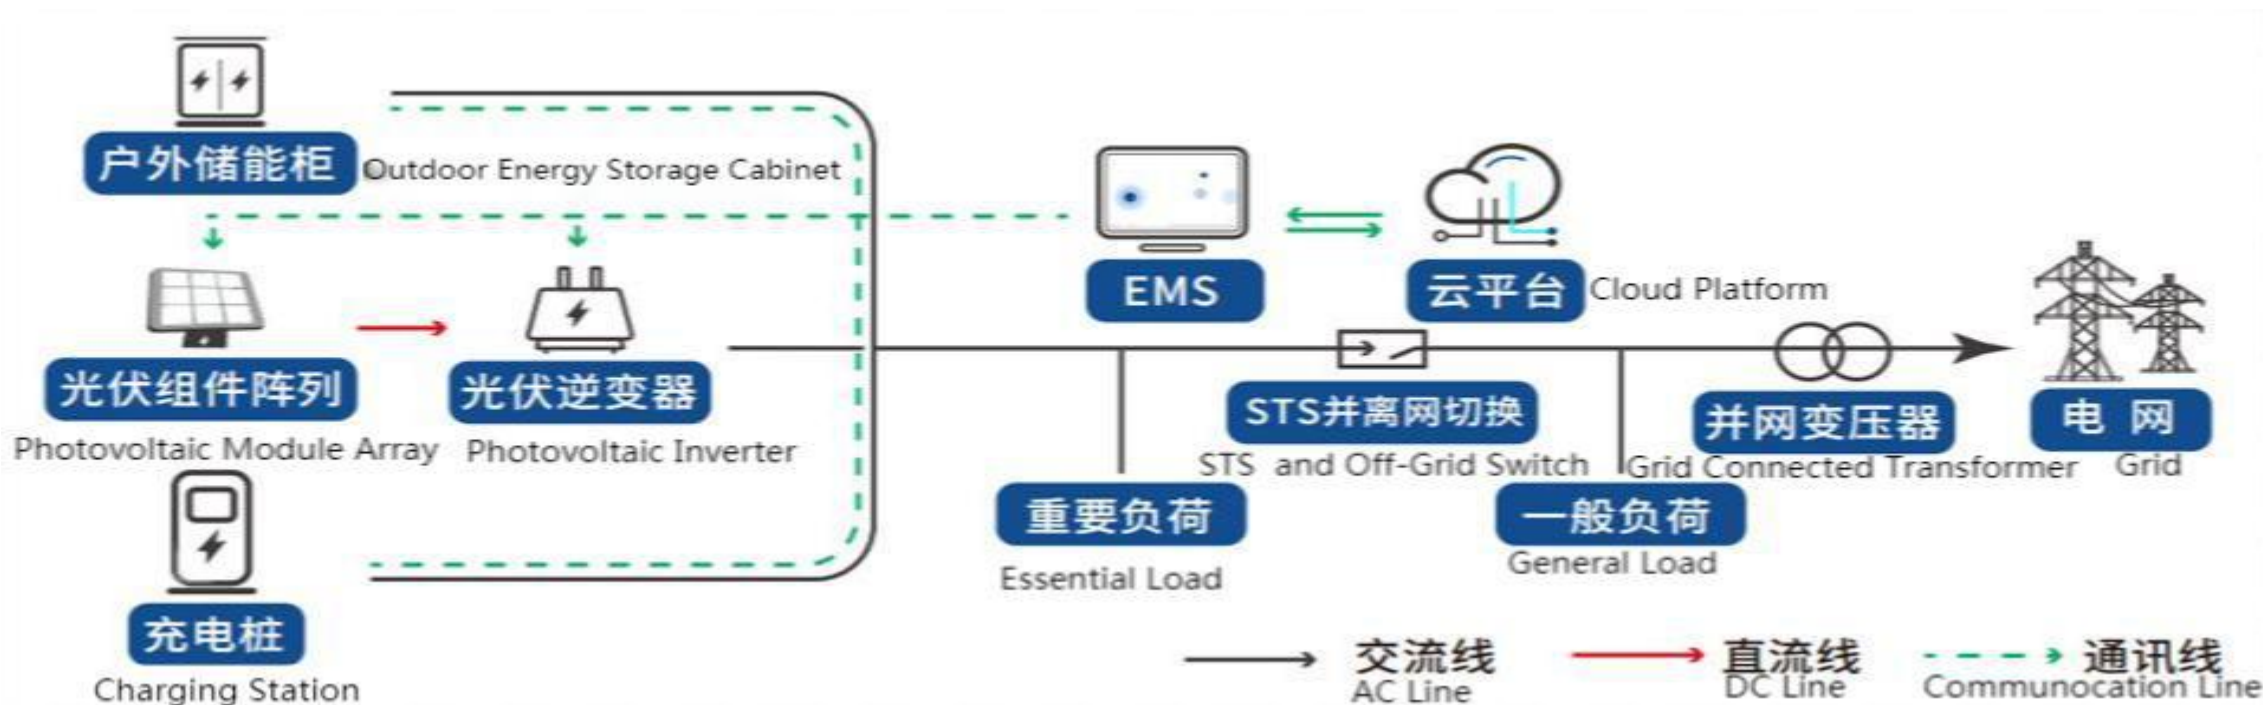 户外储能柜
Outdoor Energy Storage Cabinet
EMS
云平台
Cloud Platform
光伏组件阵列
Photovoltaic Module Array
光伏逆变器
Photovoltaic Inverter
STS并离网切换
STS and Off-Grid Switch
并网变压器
Grid Connected Transformer
电 网
Grid
重要负荷
Essential Load
一般负荷
General Load
充电桩
Charging Station
交流线
AC Line
直流线
DC Line
通讯线
Communocation Line